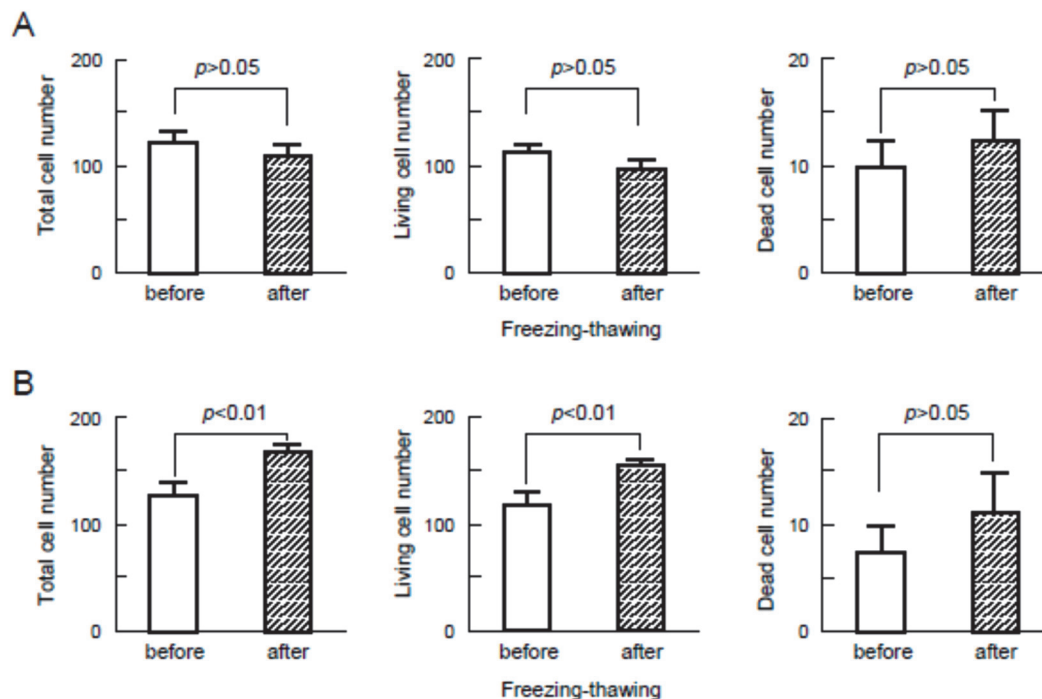 A
Total cell number
200
100
0
p>0.05
before after
Living cell number
200
100
0
p>0.05
before after
Dead cell number
20
10
0
p>0.05
before after
Freezing-thawing
B
Total cell number
200
100
0
p<0.01
before after
Living cell number
200
100
0
p<0.01
before after
Dead cell number
20
10
0
p>0.05
before after
Freezing-thawing